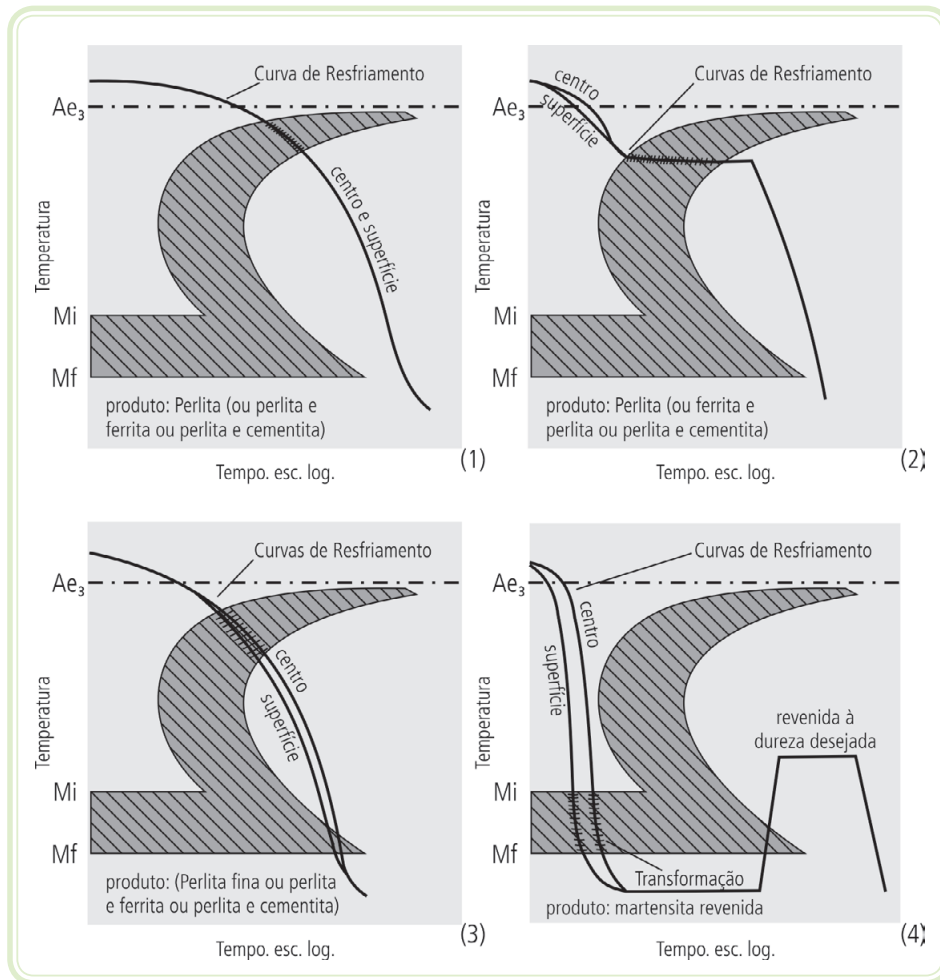 Curva de Resfriamento
Ae3
centro e superfície
Temperatura
Mi
Mf
produto: Perlita (ou perlita e
ferrita ou perlita e cementita)
(1)
Tempo. esc. log.
Curvas de Resfriamento
centro
superfície
Ae3
Temperatura
Mi
Mf
produto: Perlita (ou ferrita e
perlita ou perlita e cementita)
(2)
Tempo. esc. log.
Curvas de Resfriamento
Ae3
centro
superfície
Temperatura
Mi
Mf
produto: (Perlita fina ou perlita
e ferrita ou perlita e cementita)
(3)
Tempo. esc. log.
Curvas de Resfriamento
Ae3
centro
superfície
Temperatura
revenida à
dureza desejada
Mi
Mf
Transformação
produto: martensita revenida
(4)
Tempo. esc. log.